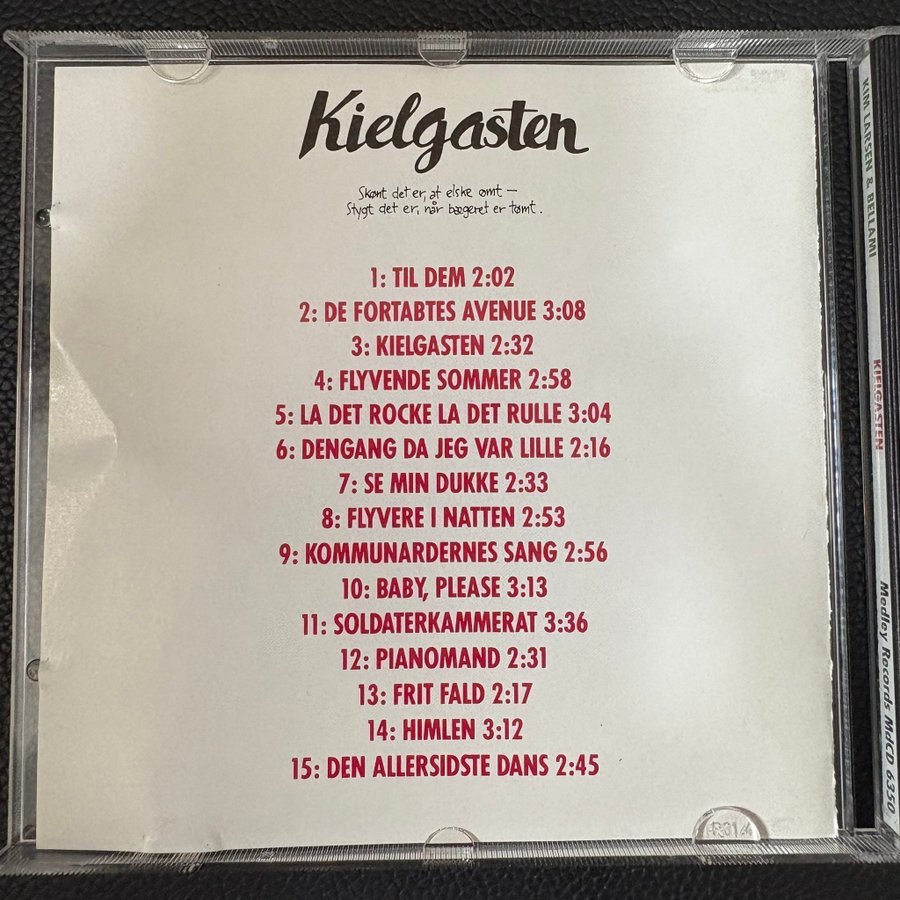 Kielgasten
Skønt det er, at elske ømt —
Stygt det er, når bægeret er tømt.
1: TIL DEM 2:02
2: DE FORTABTES AVENUE 3:08
3: KIELGASTEN 2:32
4: FLYVENDE SOMMER 2:58
5: LA DET ROCKE LA DET RULLE 3:04
6: DENGANG DA JEG VAR LILLE 2:16
7: SE MIN DUKKE 2:33
8: FLYVERE I NATTEN 2:53
9: KOMMUNARDERNES SANG 2:56
10: BABY, PLEASE 3:13
11: SOLDATERKAMMERAT 3:36
12: PIANOMAND 2:31
13: FRIT FALD 2:17
14: HIMLEN 3:12
15: DEN ALLERSIDSTE DANS 2:45
KIM LARSEN & BELLAMI
KIELGASTEN
Medley Records MdCD 6350